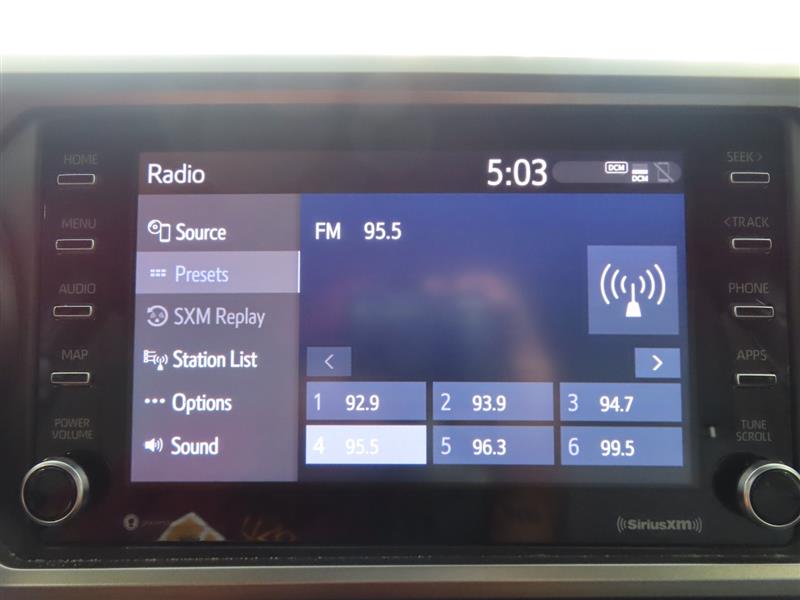 HOME
MENU
AUDIO
MAP
POWER
VOLUME
Radio
5:03
DCM
DCM
Source
Presets
SXM Replay
Station List
Options
Sound
FM 95.5
<
>
1 92.9
2 93.9
3 94.7
4 95.5
5 96.3
6 99.5
SEEK >
< TRACK
PHONE
APPS
TUNE
SCROLL
SiriusXM